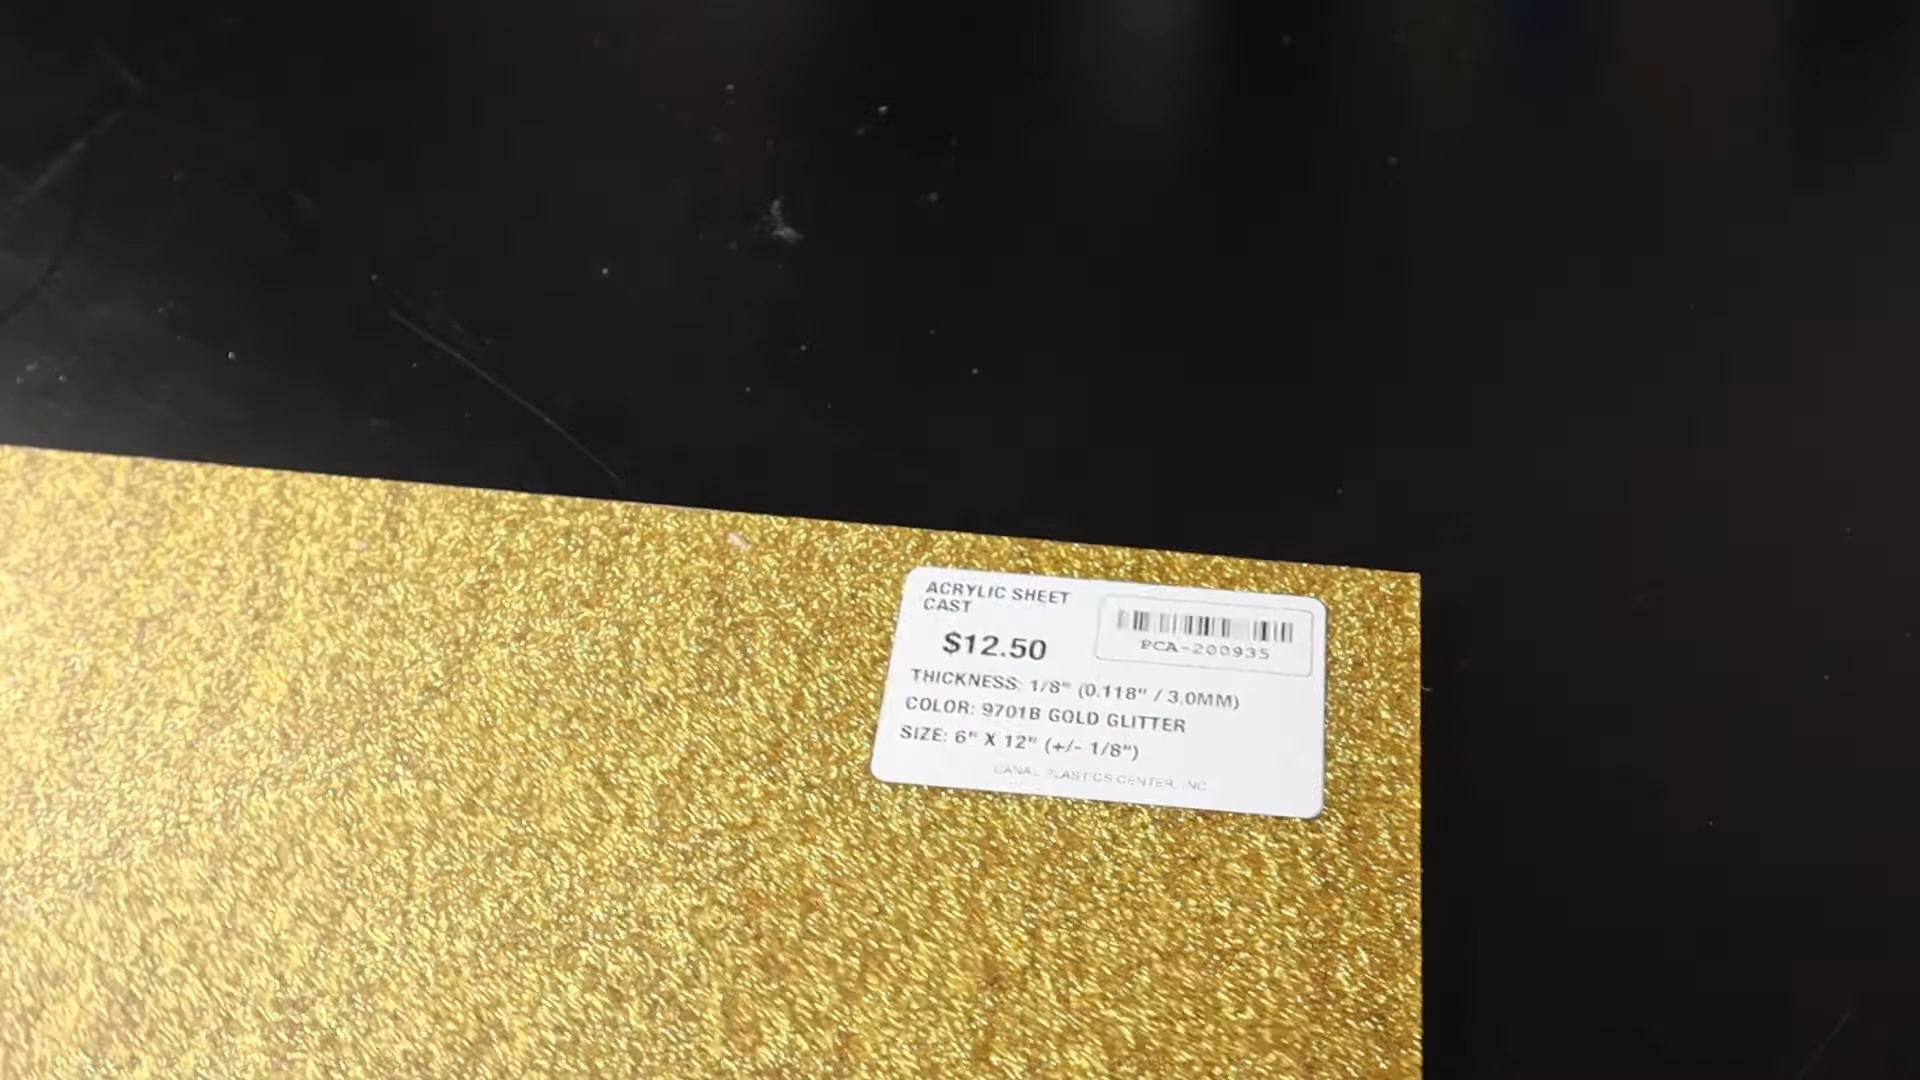 ACRYLIC SHEET
CAST
$12.50
PCA-200935
THICKNESS: 1/8" (0.118" / 3.0MM)
COLOR: 9701B GOLD GLITTER
SIZE: 6" X 12" (+/- 1/8")
CANAL PLASTICS CENTER, INC